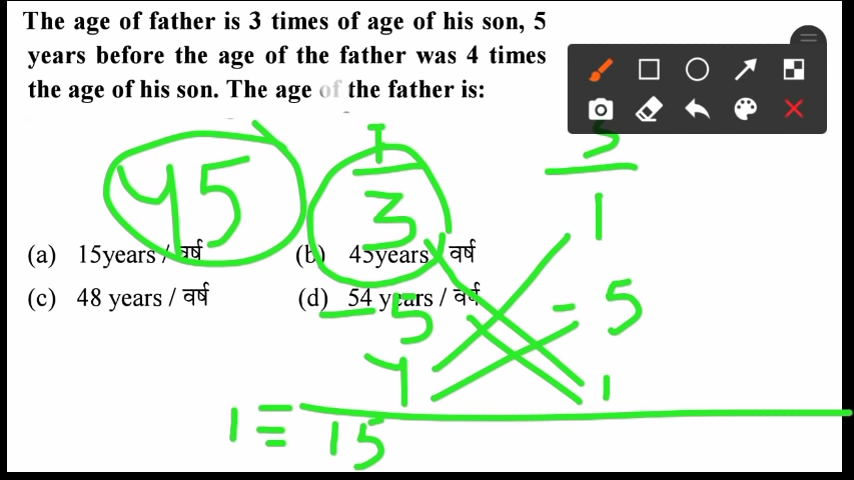 The age of father is 3 times of age of his son, 5
years before the age of the father was 4 times
the age of his son. The age of the father is:
45
F
3
S
1
(a) 15years / वर्ष (b) 45years / वर्ष
(c) 48 years / वर्ष (d) 54 years / वर्ष
- 5 - 5
4 1
1 = 15